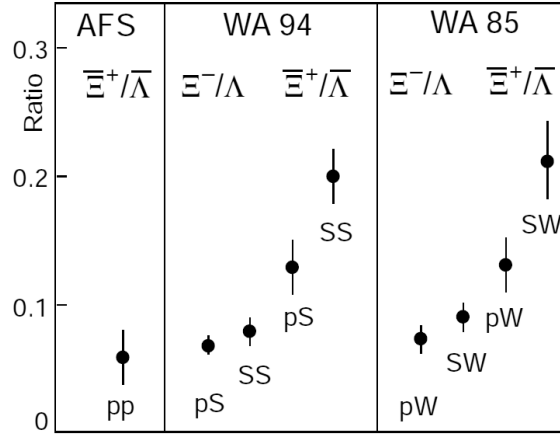 AFS WA 94 WA 85
0.3
Ξ̅⁺/Λ̅ Ξ⁻/Λ Ξ̅⁺/Λ̅ Ξ⁻/Λ Ξ̅⁺/Λ̅
Ratio
0.2
SS SW
0.1
pS pW
SS SW
pp pS pW
0